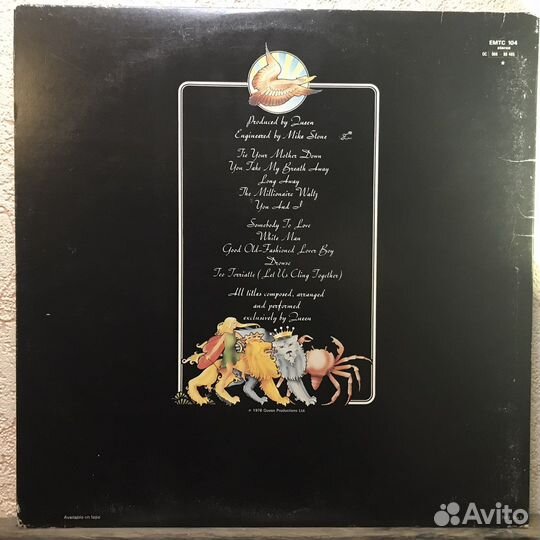 EMTC 104
stereo
Produced by Queen
Engineered by Mike Stone
Tie Your Mother Down
You Take My Breath Away
Long Away
The Millionaire Waltz
You And I
Somebody To Love
White Man
Good Old-Fashioned Lover Boy
Drowse
Teo Torriatte (Let Us Cling Together)
All titles composed, arranged
and performed
exclusively by Queen
℗ 1976 Queen Productions Ltd.
Available on tape
Avito